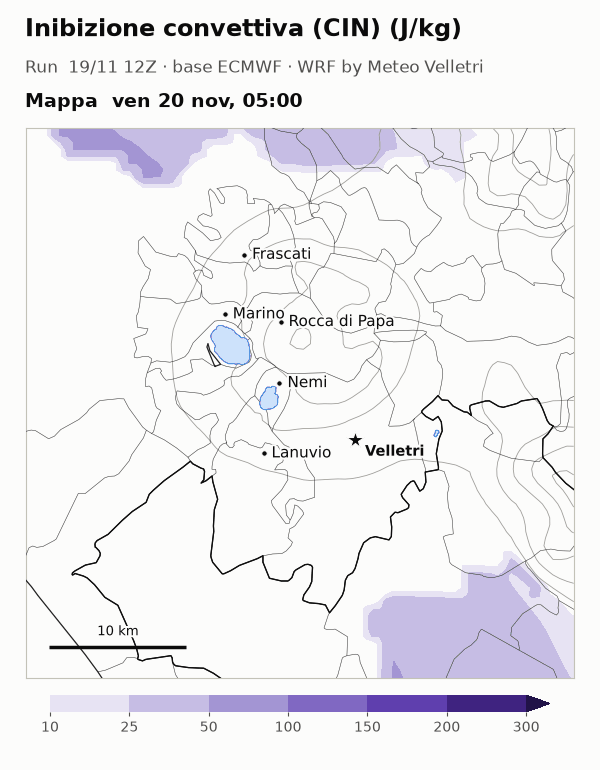 Inibizione convettiva (CIN) (J/kg)
Run 19/11 12Z · base ECMWF · WRF by Meteo Velletri
Mappa ven 20 nov, 05:00
Frascati
Marino
Rocca di Papa
Nemi
Velletri
Lanuvio
10 km
10 25 50 100 150 200 300